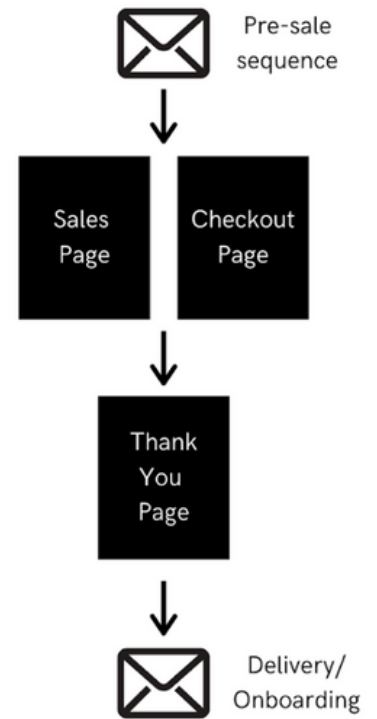 Pre-sale
sequence
Sales
Page
Checkout
Page
Thank
You
Page
Delivery/
Onboarding